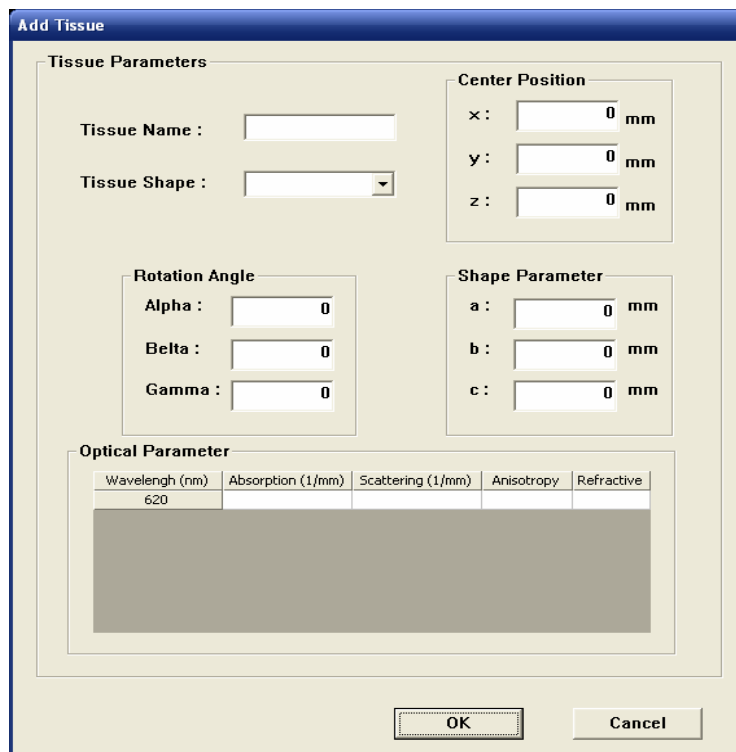 Add Tissue
Tissue Parameters
Tissue Name :
Tissue Shape :
Center Position
x : 0 mm
y : 0 mm
z : 0 mm
Rotation Angle
Alpha : 0
Belta : 0
Gamma : 0
Shape Parameter
a : 0 mm
b : 0 mm
c : 0 mm
Optical Parameter
Wavelengh (nm) Absorption (1/mm) Scattering (1/mm) Anisotropy Refractive
620
OK Cancel